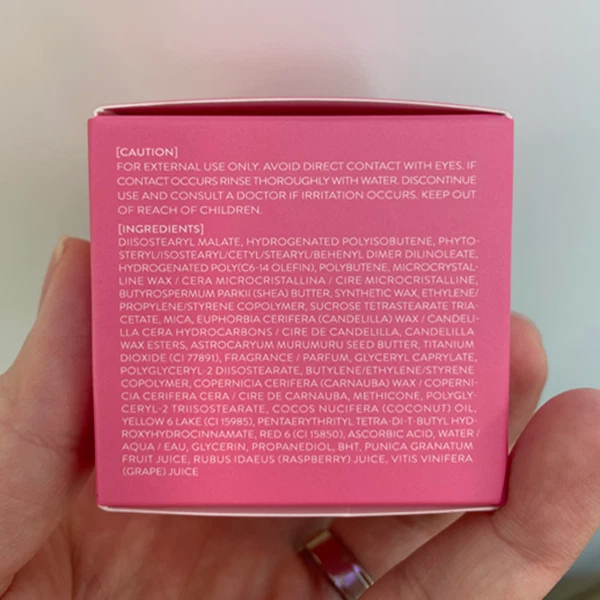 [CAUTION]
FOR EXTERNAL USE ONLY. AVOID DIRECT CONTACT WITH EYES. IF
CONTACT OCCURS RINSE THOROUGHLY WITH WATER. DISCONTINUE
USE AND CONSULT A DOCTOR IF IRRITATION OCCURS. KEEP OUT
OF REACH OF CHILDREN.
[INGREDIENTS]
DIISOSTEARYL MALATE, HYDROGENATED POLYISOBUTENE, PHYTO-
STERYL/ISOSTEARYL/CETYL/STEARYL/BEHENYL DIMER DILINOLEATE,
HYDROGENATED POLY(C6-14 OLEFIN), POLYBUTENE, MICROCRYSTAL-
LINE WAX / CERA MICROCRISTALLINA / CIRE MICROCRISTALLINE,
BUTYROSPERMUM PARKII (SHEA) BUTTER, SYNTHETIC WAX, ETHYLENE/
PROPYLENE/STYRENE COPOLYMER, SUCROSE TETRASTEARATE TRIA-
CETATE, MICA, EUPHORBIA CERIFERA (CANDELILLA) WAX / CANDELI-
LLA CERA HYDROCARBONS / CIRE DE CANDELILLA, CANDELILLA
WAX ESTERS, ASTROCARYUM MURUMURU SEED BUTTER, TITANIUM
DIOXIDE (CI 77891), FRAGRANCE / PARFUM, GLYCERYL CAPRYLATE,
POLYGLYCERYL-2 DIISOSTEARATE, BUTYLENE/ETHYLENE/STYRENE
COPOLYMER, COPERNICIA CERIFERA (CARNAUBA) WAX / COPERNI-
CIA CERIFERA CERA / CIRE DE CARNAUBA, METHICONE, POLYGLY-
CERYL-2 TRIISOSTEARATE, COCOS NUCIFERA (COCONUT) OIL,
YELLOW 6 LAKE (CI 15985), PENTAERYTHRITYL TETRA-DI-T-BUTYL HYD-
ROXYHYDROCINNAMATE, RED 6 (CI 15850), ASCORBIC ACID, WATER /
AQUA / EAU, GLYCERIN, PROPANEDIOL, BHT, PUNICA GRANATUM
FRUIT JUICE, RUBUS IDAEUS (RASPBERRY) JUICE, VITIS VINIFERA
(GRAPE) JUICE